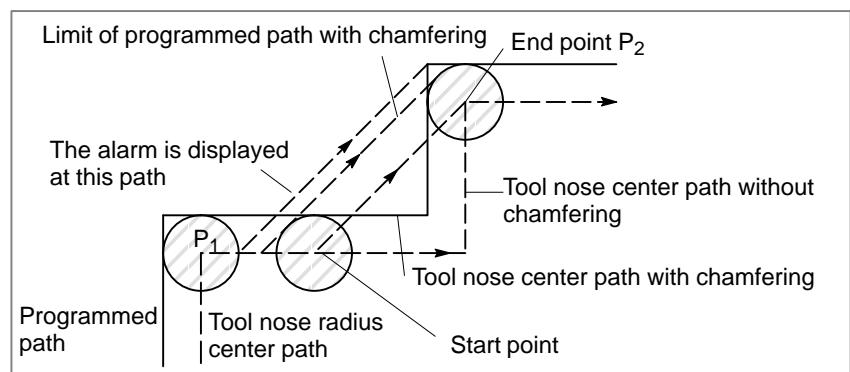 Limit of programmed path with chamfering
End point P2
The alarm is displayed
at this path
Tool nose center path without
chamfering
P1
Tool nose center path with chamfering
Programmed
path
Tool nose radius
center path
Start point